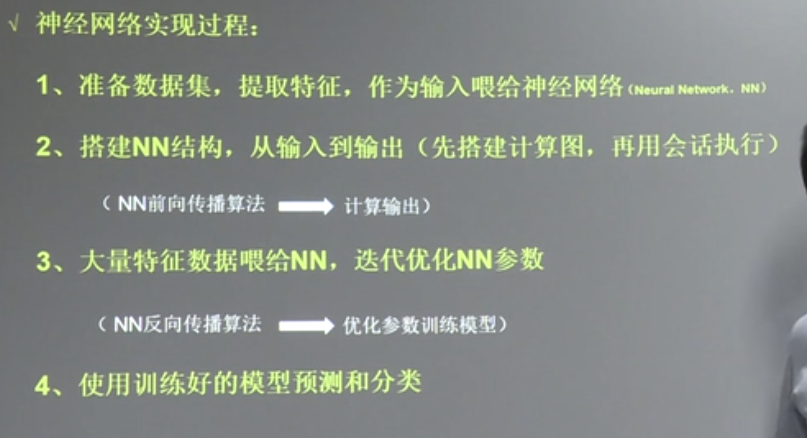 √ 神经网络实现过程：
1、准备数据集，提取特征，作为输入喂给神经网络（Neural Network，NN）
2、搭建NN结构，从输入到输出（先搭建计算图，再用会话执行）
（ NN前向传播算法 ➡ 计算输出）
3、大量特征数据喂给NN，迭代优化NN参数
（ NN反向传播算法 ➡ 优化参数训练模型）
4、使用训练好的模型预测和分类